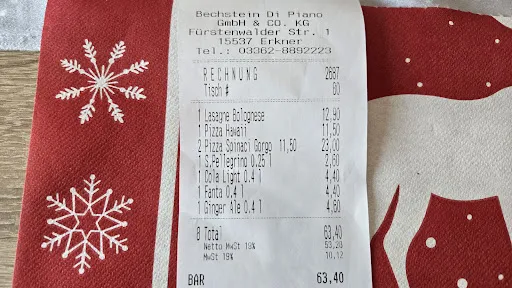 Bechstein Di Piano
GmbH & CO. KG
Fürstenwalder Str. 1
15537 Erkner
Tel.: 03362-8892223
RECHNUNG 2667
Tisch # 80
1 Lasagne Bolognese 12,90
1 Pizza Hawaii 11,50
2 Pizza Spinaci Gorgo 11,50 23,00
1 S.Pellegrino 0.25 l 2,60
1 Cola Light 0.4 l 4,40
1 Fanta 0.4 l 4,40
1 Ginger Ale 0.4 l 4,60
8 Total 63,40
Netto MwSt 19% 53,28
MwSt 19% 10,12
BAR 63,40